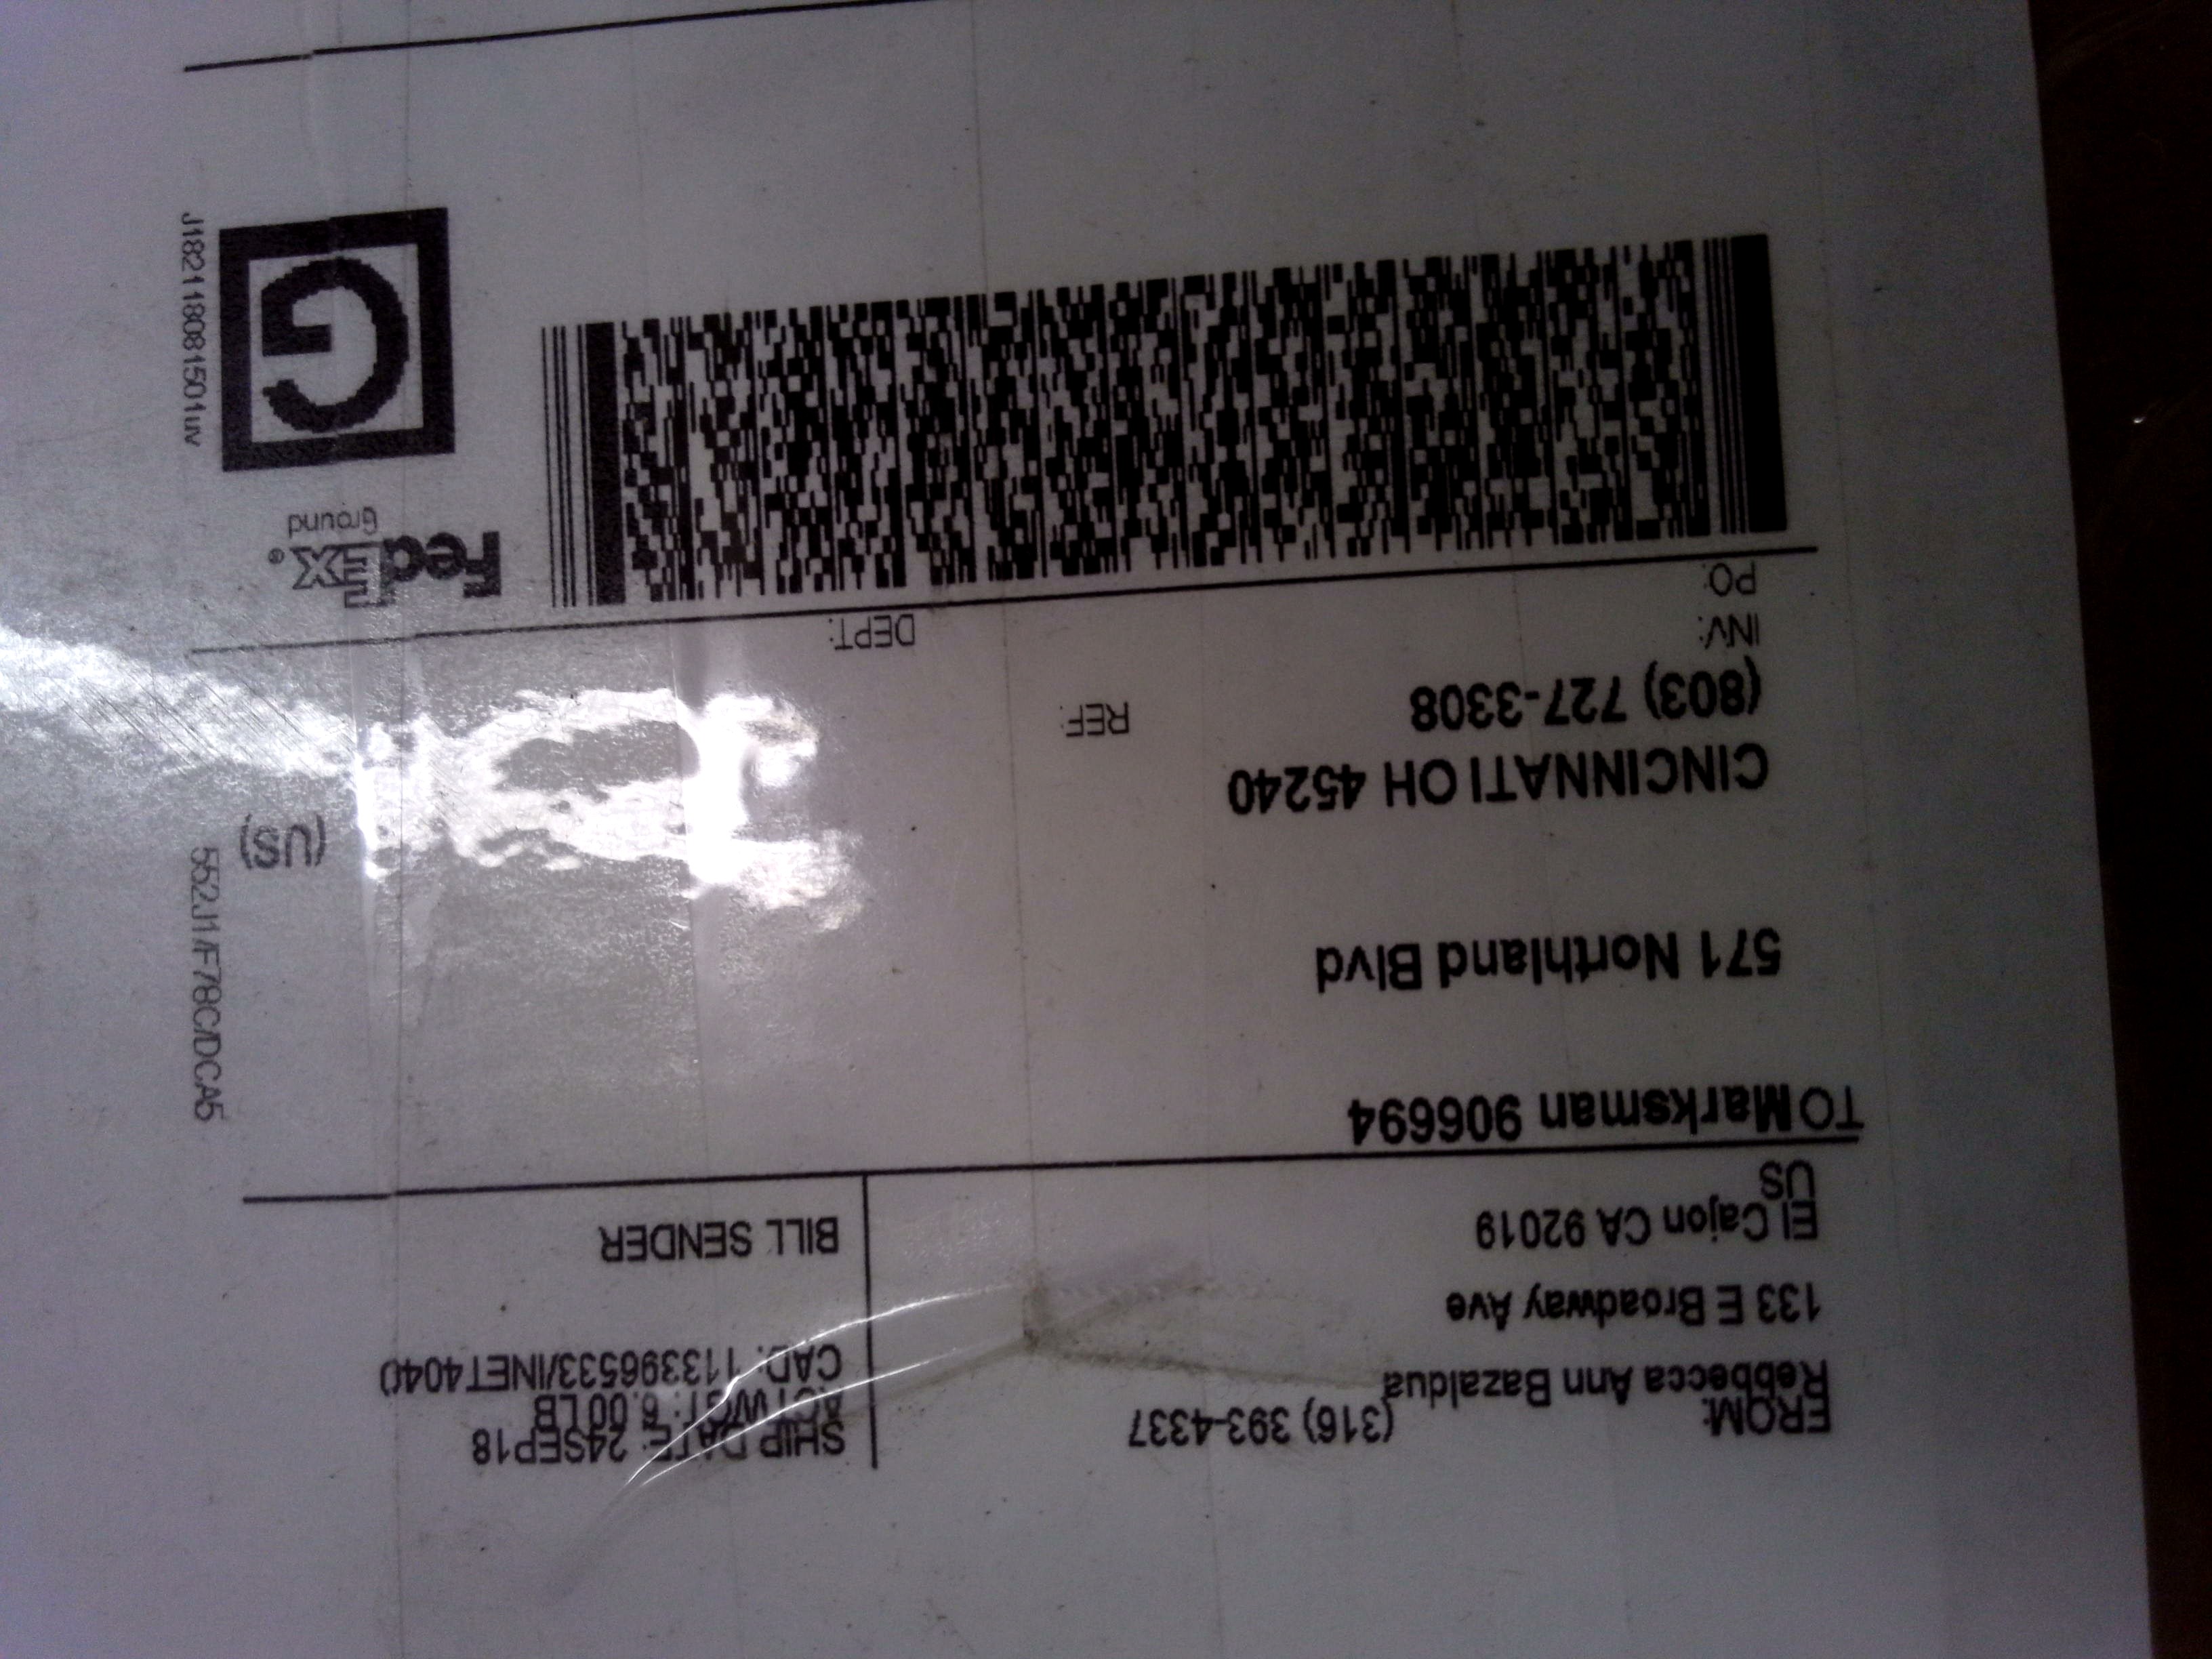 FROM: (316) 393-4337
Rebbecca Ann Bazaldua
133 E Broadway Ave
El Cajon CA 92019
US
SHIP DATE: 24SEP18
ACTWGT: 6.00 LB
CAD: 113396533/INET4040
BILL SENDER
TO Marksman 906694
571 Northland Blvd
CINCINNATI OH 45240
(US)
(803) 727-3308
REF:
INV:
PO:
DEPT:
552J1/F78C/DCA5
FedEx®
Ground
G
J182118081501uv